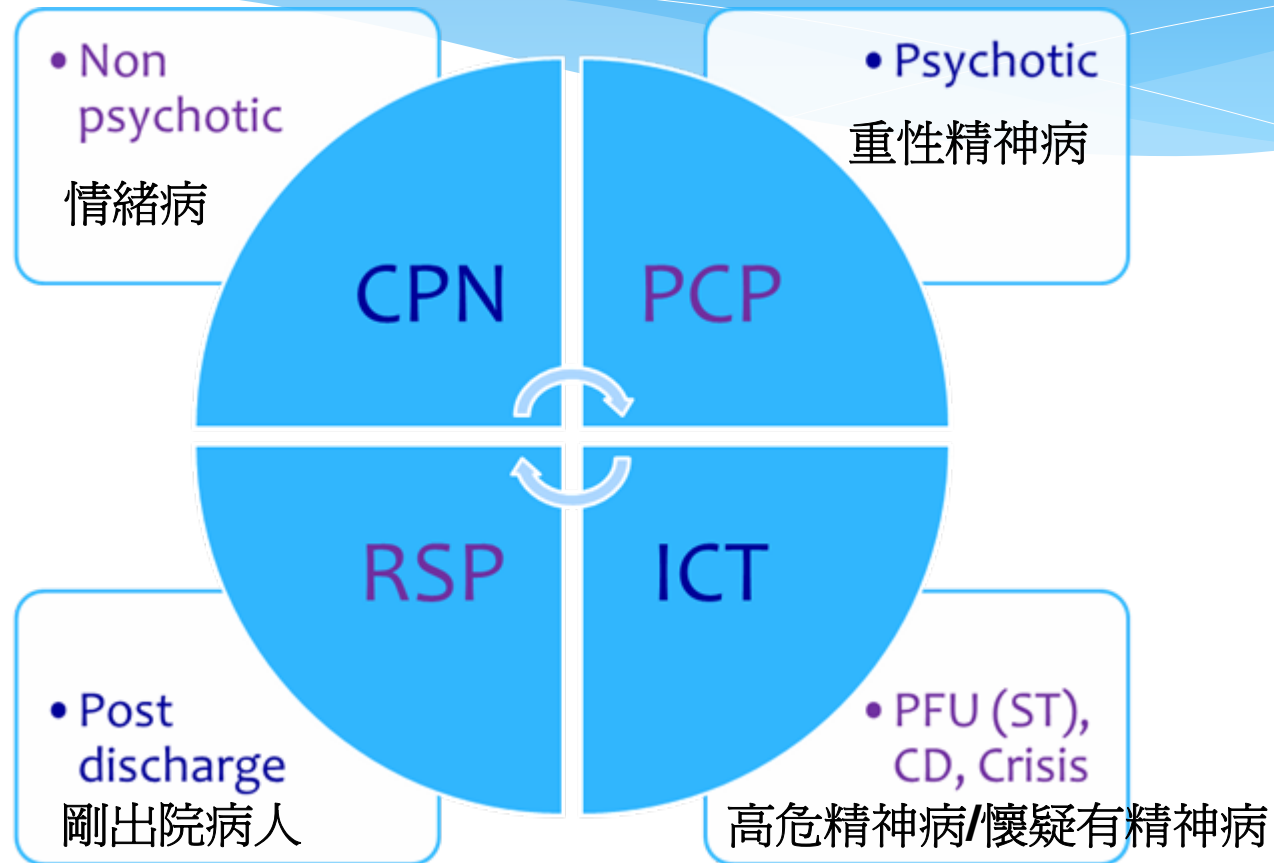 • Non
psychotic
情緒病
• Psychotic
重性精神病
CPN
PCP
RSP
ICT
• Post
discharge
剛出院病人
• PFU (ST),
CD, Crisis
高危精神病/懷疑有精神病